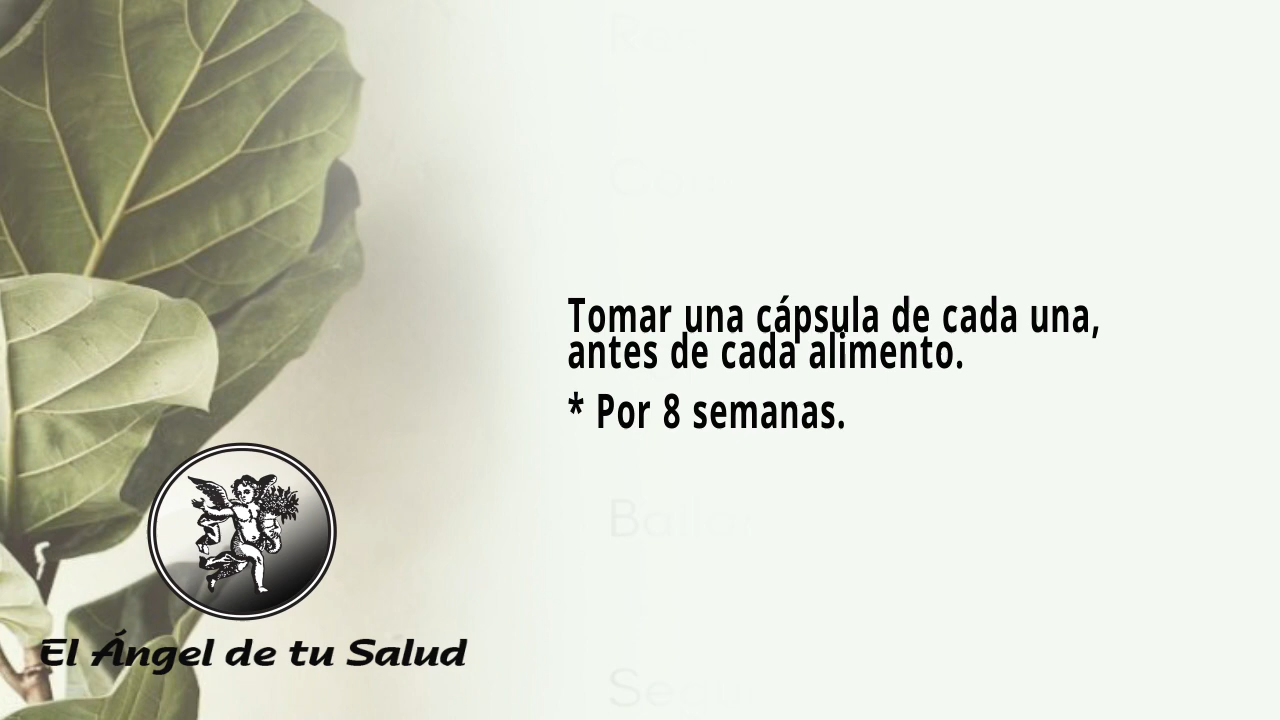 Tomar una cápsula de cada una,
antes de cada alimento.
* Por 8 semanas.
El Ángel de tu Salud